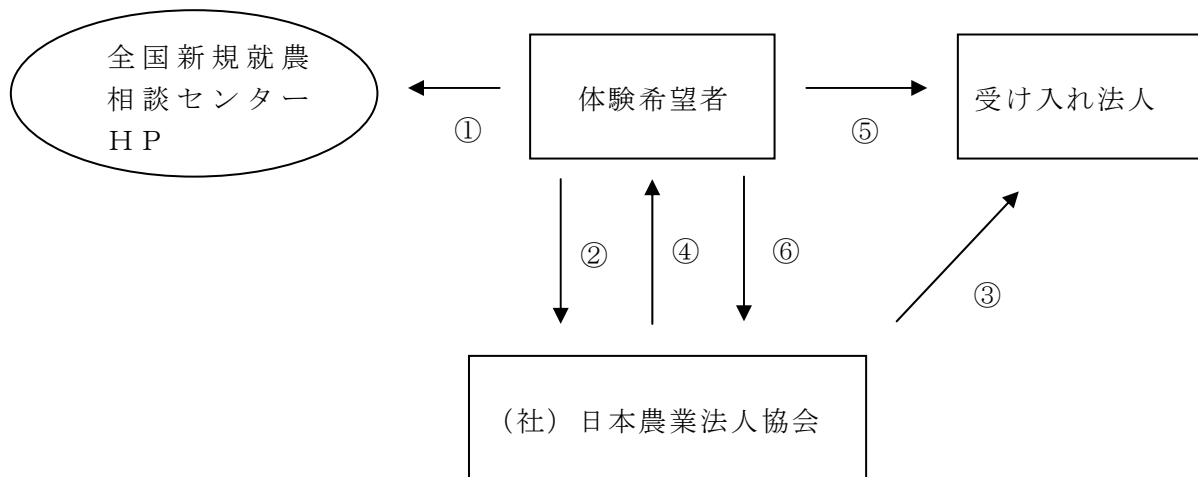 全国新規就農
相談センター
ＨＰ
①
体験希望者
⑤
受け入れ法人
②
④
⑥
③
（社）日本農業法人協会